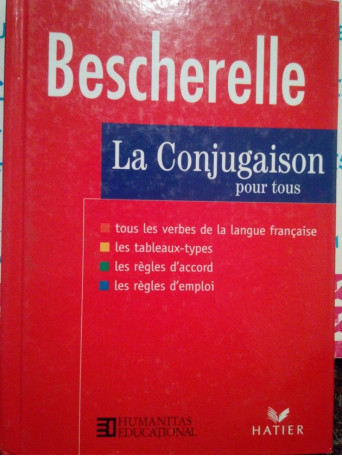 Bescherelle
La Conjugaison
pour tous
tous les verbes de la langue française
les tableaux-types
les règles d'accord
les règles d'emploi
HUMANITAS
EDUCATIONAL
HATIER